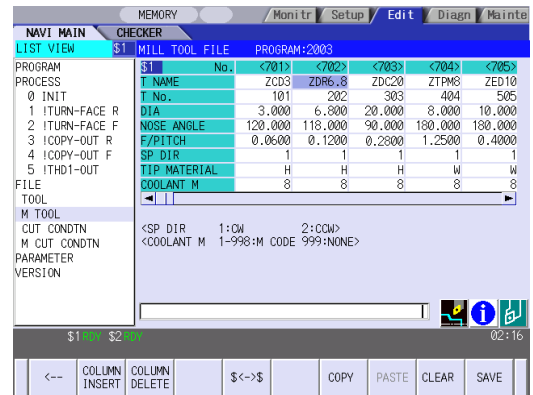 MEMORY Monitr Setup Edit Diagn Mainte
NAVI MAIN CHECKER
LIST VIEW $1 MILL TOOL FILE PROGRAM:2003
PROGRAM
PROCESS
0 INIT
1 !TURN-FACE R
2 !TURN-FACE F
3 !COPY-OUT R
4 !COPY-OUT F
5 !THD1-OUT
FILE
TOOL
M TOOL
CUT CONDTN
M CUT CONDTN
PARAMETER
VERSION
$1 No. <701> <702> <703> <704> <705>
T NAME ZCD3 ZDR6.8 ZDC20 ZTPM8 ZED10
T No. 101 202 303 404 505
DIA 3.000 6.800 20.000 8.000 10.000
NOSE ANGLE 120.000 118.000 90.000 180.000 180.000
F/PITCH 0.0600 0.1200 0.2800 1.2500 0.4000
SP DIR 1 1 1 1 1
TIP MATERIAL H H H W W
COOLANT M 8 8 8 8 8
<SP DIR 1:CW 2:CCW>
<COOLANT M 1-998:M CODE 999:NONE>
$1 RDY $2 RDY 02:16
<-- COLUMN INSERT COLUMN DELETE $<->$ COPY PASTE CLEAR SAVE